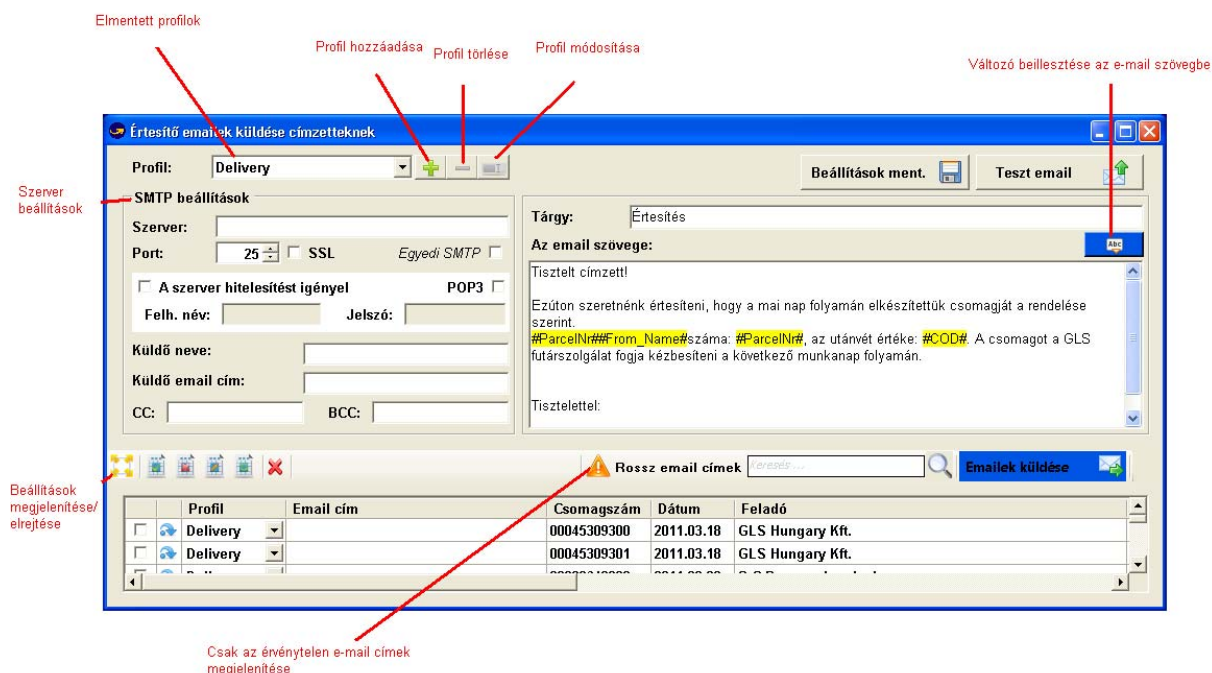 Elmentett profilok
Profil hozzáadása
Profil törlése
Profil módosítása
Változó beillesztése az e-mail szövegbe
Értesítő emailek küldése címzetteknek
Profil: Delivery
Beállítások ment.
Teszt email
Szerver
beállítások
SMTP beállítások
Szerver:
Port: 25 SSL Egyedi SMTP
A szerver hitelesítést igényel POP3
Felh. név: Jelszó:
Küldő neve:
Küldő email cím:
CC: BCC:
Tárgy: Értesítés
Az email szövege:
Abc
Tisztelt címzett!
Ezúton szeretnénk értesíteni, hogy a mai nap folyamán elkészítettük csomagját a rendelése
szerint.
#ParcelNr##From_Name#száma: #ParcelNr#, az utánvét értéke: #COD#. A csomagot a GLS
futárszolgálat fogja kézbesíteni a következő munkanap folyamán.
Tisztelettel:
Rossz email címek Keresés ... Emailek küldése
Beállítások
megjelenítése/
elrejtése
Profil Email cím Csomagszám Dátum Feladó
Delivery 00045309300 2011.03.18 GLS Hungary Kft.
Delivery 00045309301 2011.03.18 GLS Hungary Kft.
Csak az érvénytelen e-mail címek
megjelenítése